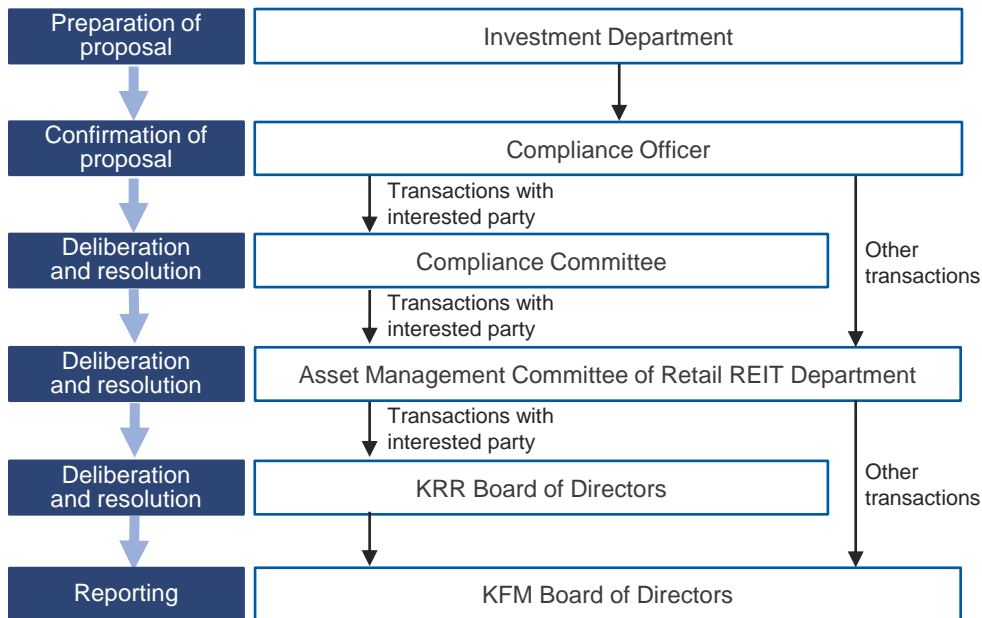 Preparation of
proposal
Investment Department
Confirmation of
proposal
Compliance Officer
Transactions with
interested party
Deliberation
and resolution
Compliance Committee
Other
transactions
Transactions with
interested party
Deliberation
and resolution
Asset Management Committee of Retail REIT Department
Transactions with
interested party
Deliberation
and resolution
KRR Board of Directors
Other
transactions
Reporting
KFM Board of Directors